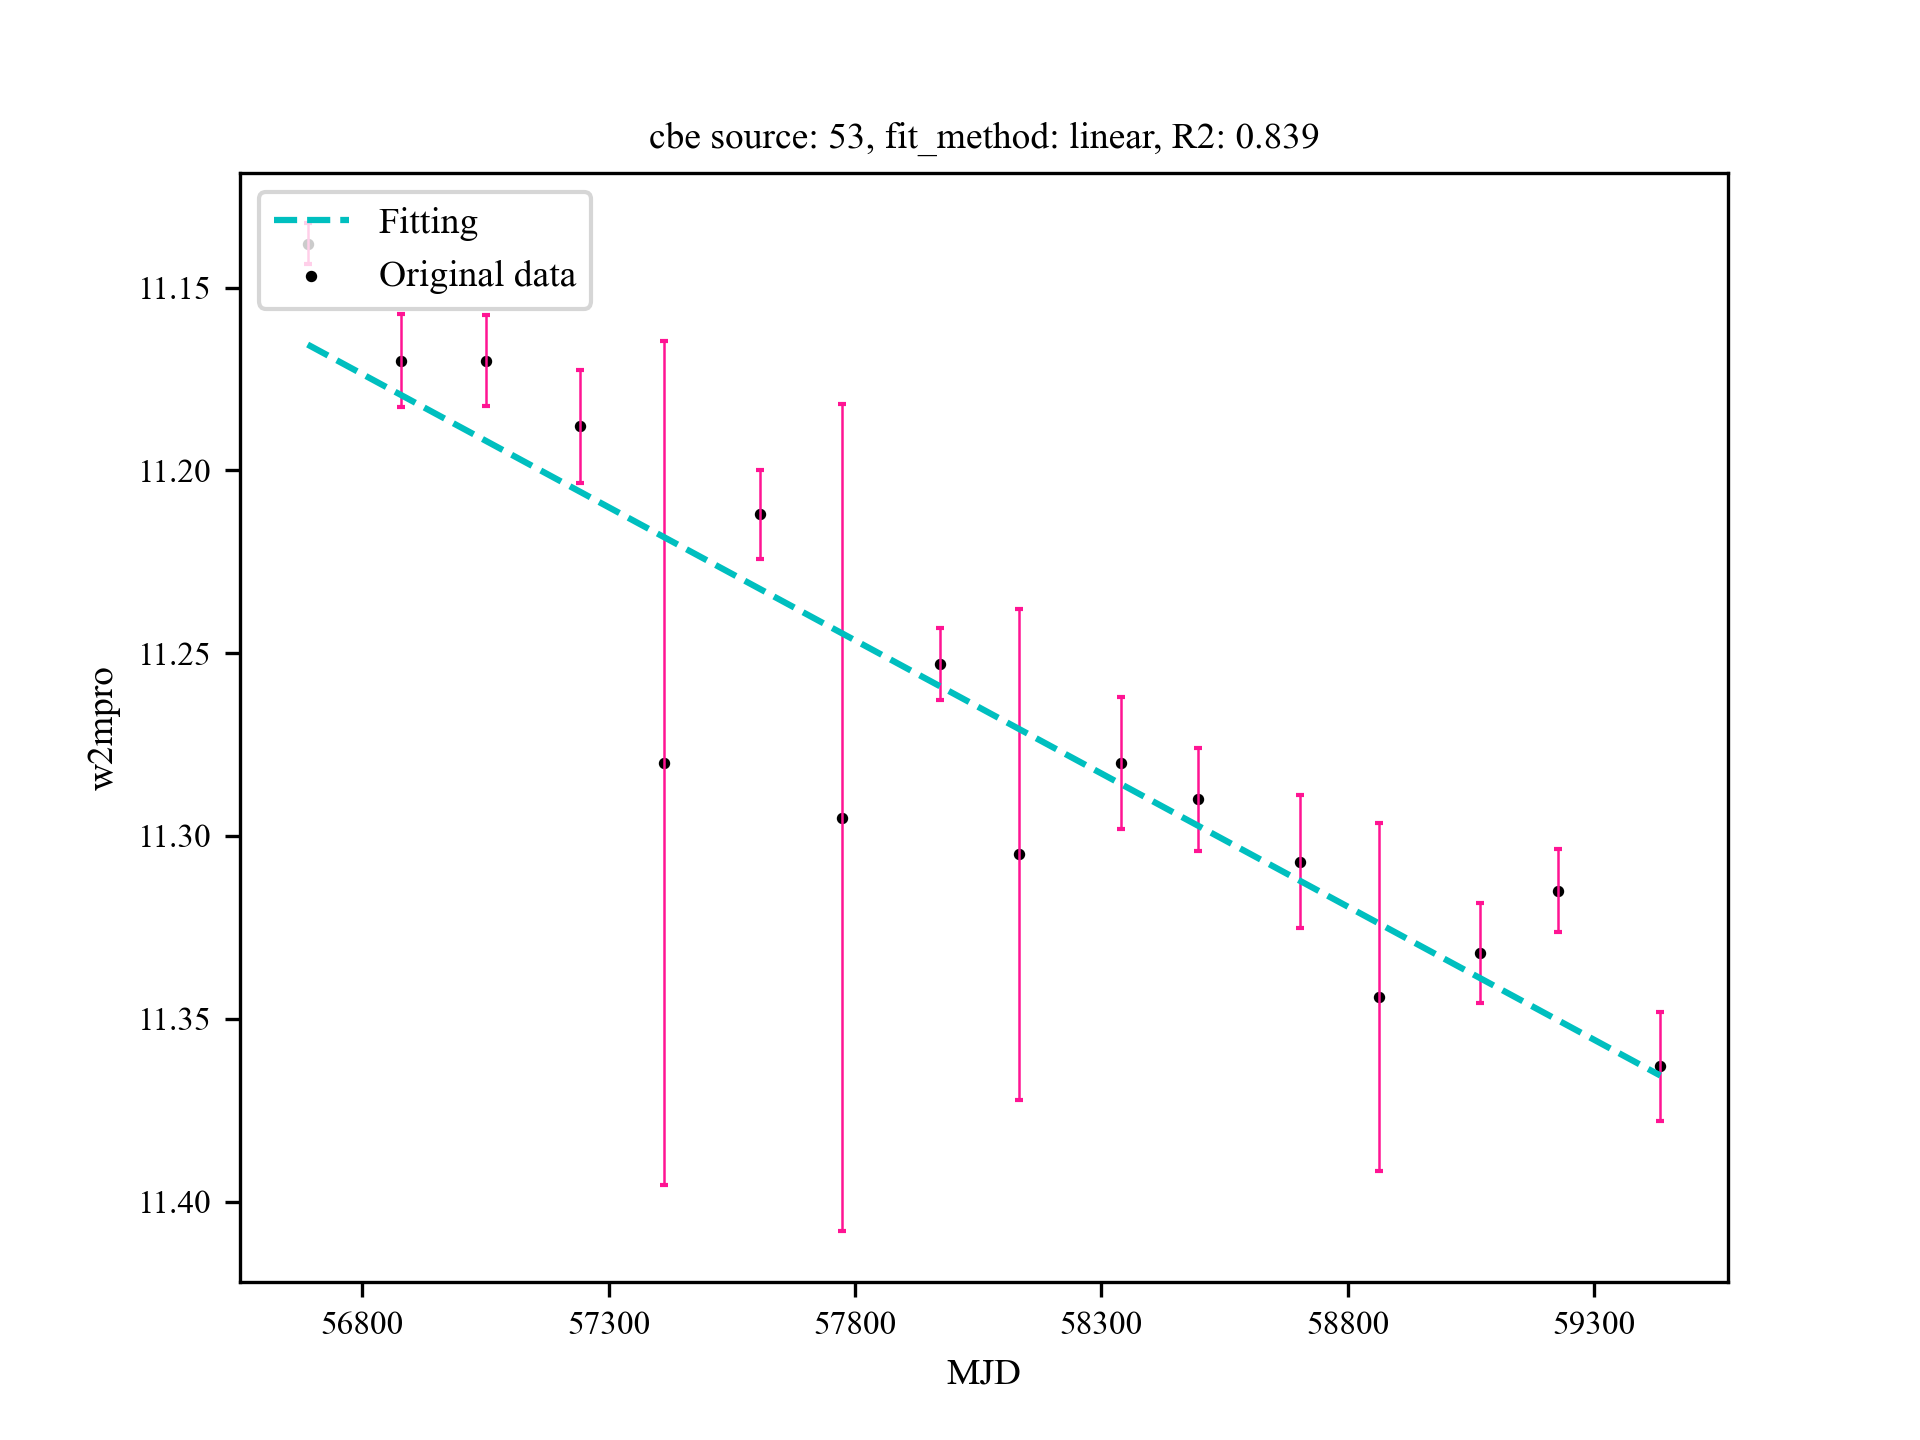 cbe source: 53, fit_method: linear, R2: 0.839
Fitting
Original data
11.15
11.20
11.25
11.30
11.35
11.40
w2mpro
56800 57300 57800 58300 58800 59300
MJD